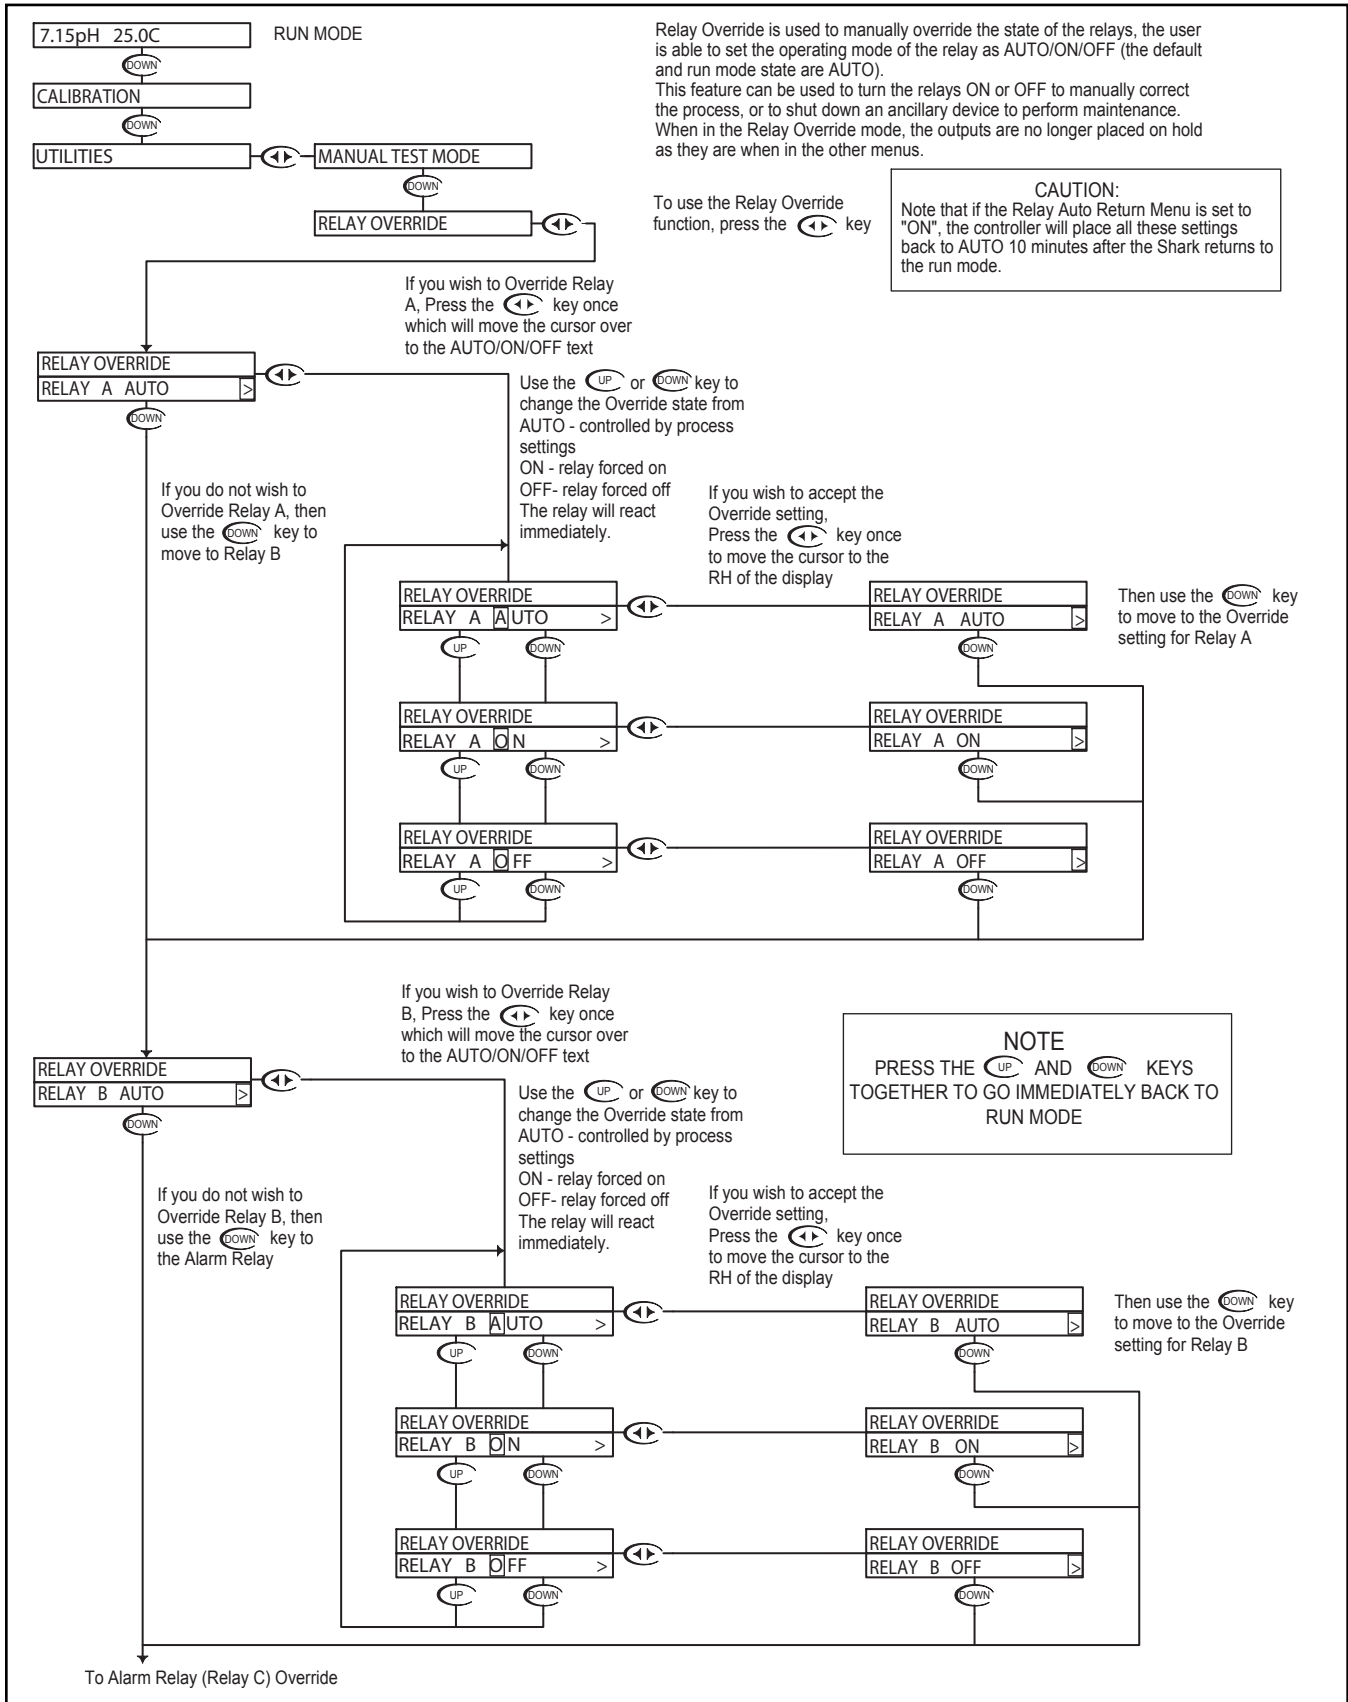 7.15pH 25.0C
RUN MODE
DOWN
CALIBRATION
DOWN
UTILITIES
MANUAL TEST MODE
DOWN
RELAY OVERRIDE
Relay Override is used to manually override the state of the relays, the user
is able to set the operating mode of the relay as AUTO/ON/OFF (the default
and run mode state are AUTO).
This feature can be used to turn the relays ON or OFF to manually correct
the process, or to shut down an ancillary device to perform maintenance.
When in the Relay Override mode, the outputs are no longer placed on hold
as they are when in the other menus.
To use the Relay Override
function, press the key
CAUTION:
Note that if the Relay Auto Return Menu is set to
"ON", the controller will place all these settings
back to AUTO 10 minutes after the Shark returns to
the run mode.
If you wish to Override Relay
A, Press the key once
which will move the cursor over
to the AUTO/ON/OFF text
RELAY OVERRIDE
RELAY A AUTO >
DOWN
Use the UP or DOWN key to
change the Override state from
AUTO - controlled by process
settings
ON - relay forced on
OFF- relay forced off
The relay will react
immediately.
If you do not wish to
Override Relay A, then
use the DOWN key to
move to Relay B
If you wish to accept the
Override setting,
Press the key once
to move the cursor to the
RH of the display
RELAY OVERRIDE
RELAY A AUTO >
UP DOWN
RELAY OVERRIDE
RELAY A AUTO >
DOWN
Then use the DOWN key
to move to the Override
setting for Relay A
RELAY OVERRIDE
RELAY A ON >
UP DOWN
RELAY OVERRIDE
RELAY A ON >
DOWN
RELAY OVERRIDE
RELAY A OFF >
UP DOWN
RELAY OVERRIDE
RELAY A OFF >
DOWN
If you wish to Override Relay
B, Press the key once
which will move the cursor over
to the AUTO/ON/OFF text
NOTE
PRESS THE UP AND DOWN KEYS
TOGETHER TO GO IMMEDIATELY BACK TO
RUN MODE
RELAY OVERRIDE
RELAY B AUTO >
DOWN
Use the UP or DOWN key to
change the Override state from
AUTO - controlled by process
settings
ON - relay forced on
OFF- relay forced off
The relay will react
immediately.
If you do not wish to
Override Relay B, then
use the DOWN key to
the Alarm Relay
If you wish to accept the
Override setting,
Press the key once
to move the cursor to the
RH of the display
RELAY OVERRIDE
RELAY B AUTO >
UP DOWN
RELAY OVERRIDE
RELAY B AUTO >
DOWN
Then use the DOWN key
to move to the Override
setting for Relay B
RELAY OVERRIDE
RELAY B ON >
UP DOWN
RELAY OVERRIDE
RELAY B ON >
DOWN
RELAY OVERRIDE
RELAY B OFF >
UP DOWN
RELAY OVERRIDE
RELAY B OFF >
DOWN
To Alarm Relay (Relay C) Override